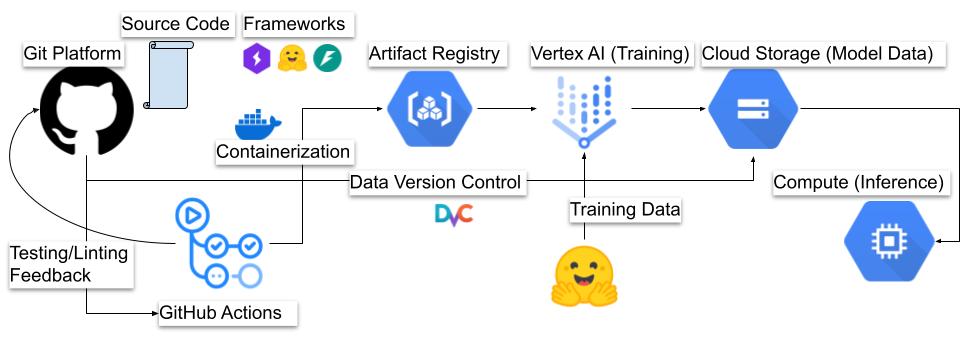 Source Code
Frameworks
Git Platform
Artifact Registry
Vertex AI (Training)
Cloud Storage (Model Data)
Containerization
Data Version Control
Compute (Inference)
DVC
Training Data
Testing/Linting
Feedback
GitHub Actions